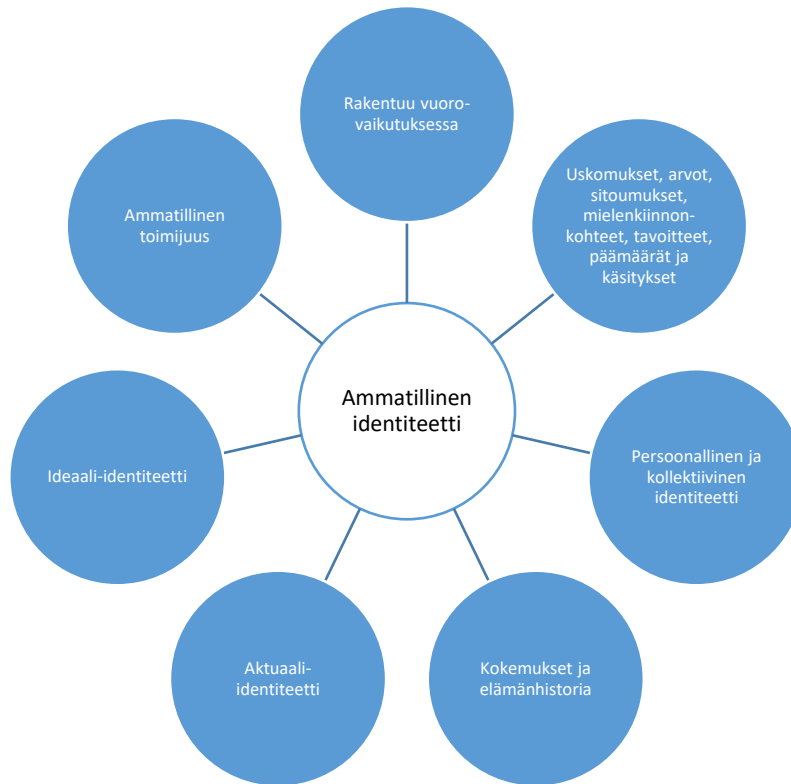 Rakentuu vuoro-
vaikutuksessa
Uskomukset, arvot,
sitoumukset,
mielenkiinnon-
kohteet, tavoitteet,
päämäärät ja
käsitykset
Persoonallinen ja
kollektiivinen
identiteetti
Kokemukset ja
elämänhistoria
Aktuaali-
identiteetti
Ideaali-identiteetti
Ammatillinen
toimijuus
Ammatillinen
identiteetti